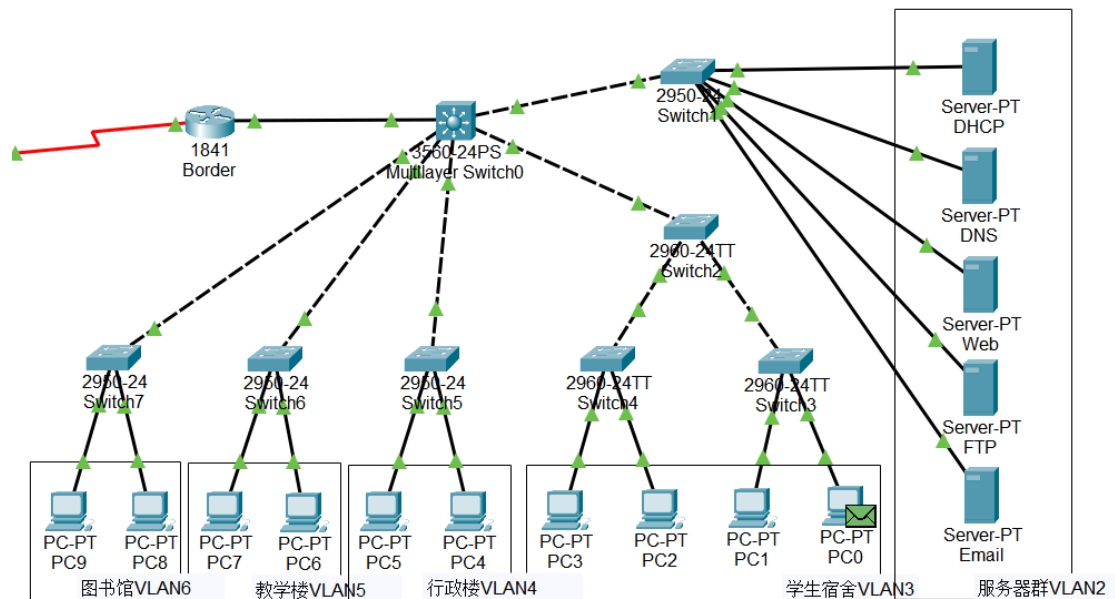 1841
Border
3560-24PS
Multilayer Switch0
2950-24
Switch1
Server-PT
DHCP
Server-PT
DNS
Server-PT
Web
Server-PT
FTP
Server-PT
Email
2960-24TT
Switch2
2950-24
Switch7
2950-24
Switch6
2950-24
Switch5
2960-24TT
Switch4
2960-24TT
Switch3
PC-PT
PC9
PC-PT
PC8
PC-PT
PC7
PC-PT
PC6
PC-PT
PC5
PC-PT
PC4
PC-PT
PC3
PC-PT
PC2
PC-PT
PC1
PC-PT
PC0
图书馆VLAN6
教学楼VLAN5
行政楼VLAN4
学生宿舍VLAN3
服务器群VLAN2